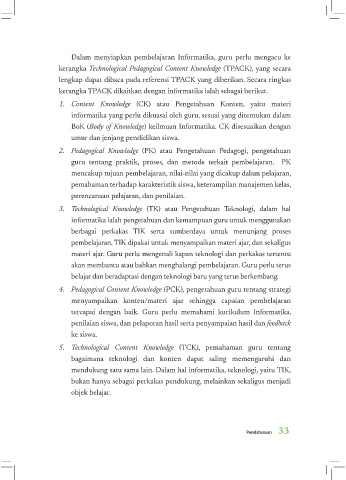 Dalam menyiapkan pembelajaran Informatika, guru perlu mengacu ke
kerangka Technological Pedagogical Content Knowledge (TPACK), yang secara
lengkap dapat dibaca pada referensi TPACK yang diberikan. Secara ringkas
kerangka TPACK dikaitkan dengan informatika ialah sebagai berikut.
1. Content Knowledge (CK) atau Pengetahuan Konten, yaitu materi
informatika yang perlu dikuasai oleh guru, sesuai yang ditentukan dalam
BoK (Body of Knowledge) keilmuan Informatika. CK disesuaikan dengan
umur dan jenjang pendidikan siswa.
2. Pedagogical Knowledge (PK) atau Pengetahuan Pedagogi, pengetahuan
guru tentang praktik, proses, dan metode terkait pembelajaran. PK
mencakup tujuan pembelajaran, nilai-nilai yang dicakup dalam pelajaran,
pemahaman terhadap karakteristik siswa, keterampilan manajemen kelas,
perencanaan pelajaran, dan penilaian.
3. Technological Knowledge (TK) atau Pengetahuan Teknologi, dalam hal
informatika ialah pengetahuan dan kemampuan guru untuk menggunakan
berbagai perkakas TIK serta sumberdaya untuk menunjang proses
pembelajaran. TIK dipakai untuk menyampaikan materi ajar, dan sekaligus
materi ajar. Guru perlu mengenali kapan teknologi dan perkakas tertentu
akan membantu atau bahkan menghalangi pembelajaran. Guru perlu terus
belajar dan beradaptasi dengan teknologi baru yang terus berkembang.
4. Pedagogical Content Knowledge (PCK), pengetahuan guru tentang strategi
menyampaikan konten/materi ajar sehingga capaian pembelajaran
tercapai dengan baik. Guru perlu memahami kurikulum Informatika,
penilaian siswa, dan pelaporan hasil serta penyampaian hasil dan feedback
ke siswa.
5. Technological Content Knowledge (TCK), pemahaman guru tentang
bagaimana teknologi dan konten dapat saling memengaruhi dan
mendukung satu sama lain. Dalam hal informatika, teknologi, yaitu TIK,
bukan hanya sebagai perkakas pendukung, melainkan sekaligus menjadi
objek belajar.
Pendahuluan 33